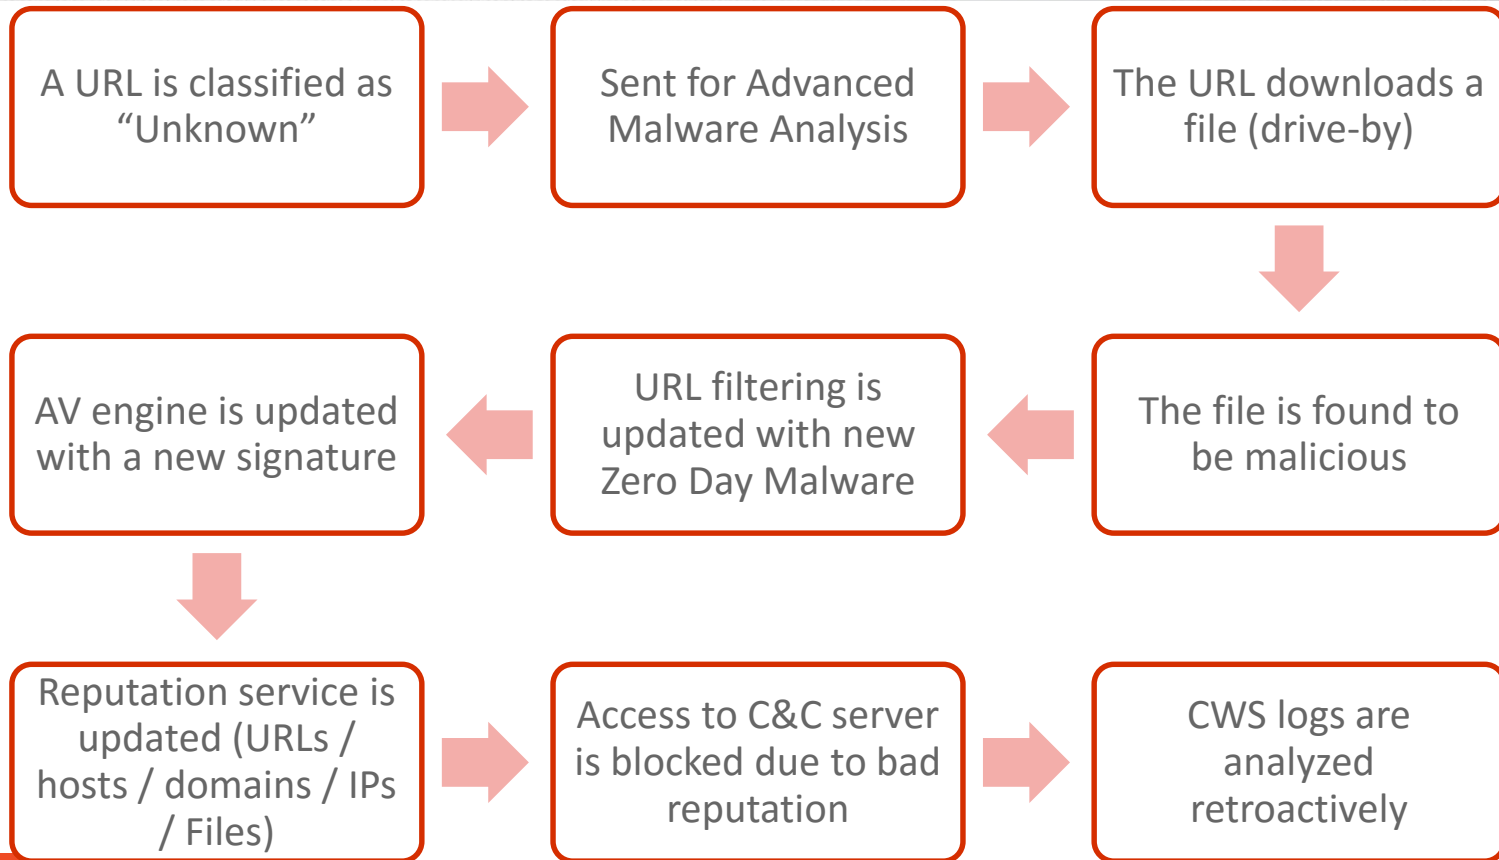 A URL is classified as
“Unknown”
Sent for Advanced
Malware Analysis
The URL downloads a
file (drive-by)
The file is found to
be malicious
URL filtering is
updated with new
Zero Day Malware
AV engine is updated
with a new signature
Reputation service is
updated (URLs /
hosts / domains / IPs
/ Files)
Access to C&C server
is blocked due to bad
reputation
CWS logs are
analyzed
retroactively